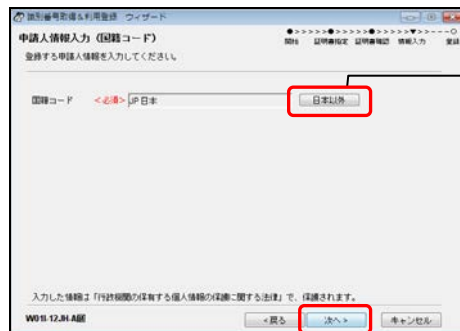 識別番号取得&利用登録 ウィザード
申請人情報入力 (国籍コード)
●>>>>>●>>>>>●>>>>>▼>>---○
開始 証明書指定 証明書確認 情報入力 登録
登録する申請人情報を入力してください。
国籍コード <必須> JP 日本 日本以外
入力した情報は「行政機関の保有する個人情報の保護に関する法律」で、保護されます。
<戻る 次へ> キャンセル